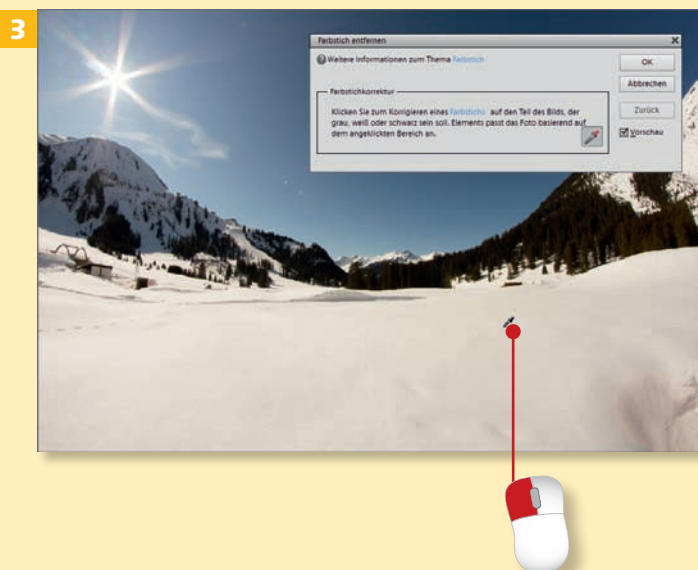 3
Farbstich entfernen
Weitere Informationen zum Thema Farbstich
OK
Abbrechen
Zurück
Vorschau
Farbstichkorrektur
Klicken Sie zum Korrigieren eines Farbstichs auf den Teil des Bilds, der
grau, weiß oder schwarz sein soll. Elements passt das Foto basierend auf
dem angeklickten Bereich an.